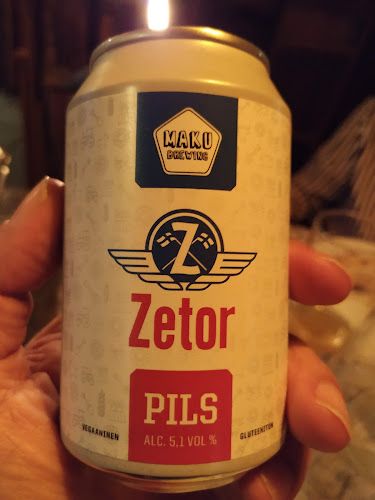 MAKU
BREWING
Z
Zetor
PILS
ALC. 5,1 VOL %
VEGAANINEN
GLUTEENITON